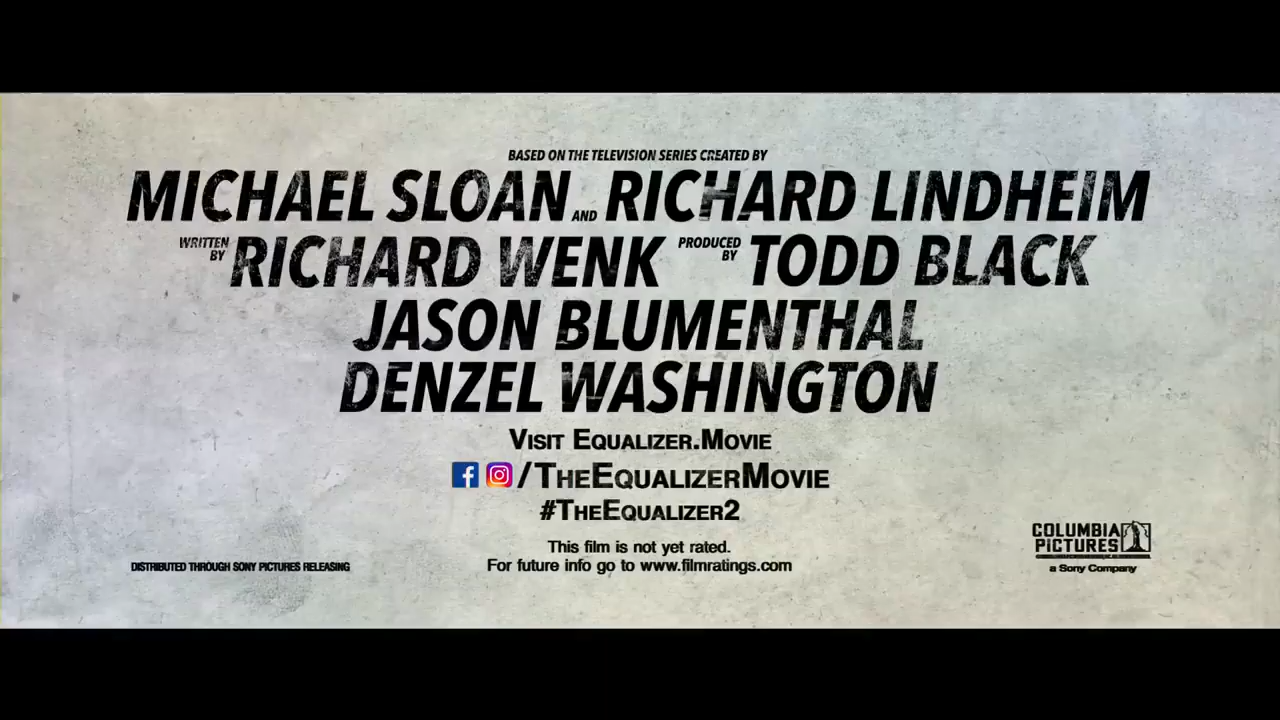 BASED ON THE TELEVISION SERIES CREATED BY
MICHAEL SLOAN AND RICHARD LINDHEIM
WRITTEN BY RICHARD WENK PRODUCED BY TODD BLACK
JASON BLUMENTHAL
DENZEL WASHINGTON
VISIT EQUALIZER.MOVIE
/THEEQUALIZERMOVIE
#THEEQUALIZER2
This film is not yet rated.
For future info go to www.filmratings.com
DISTRIBUTED THROUGH SONY PICTURES RELEASING
COLUMBIA
PICTURES
a Sony Company